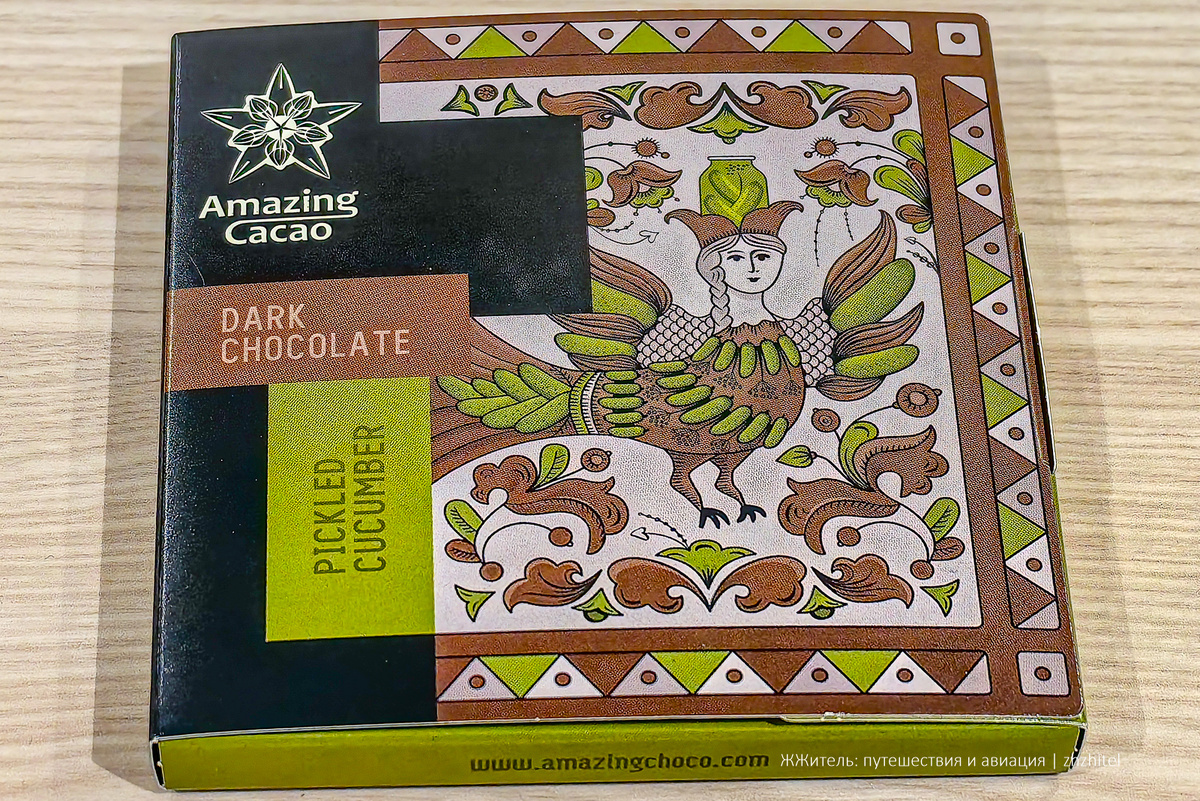 Amazing
Cacao
DARK
CHOCOLATE
PICKLED
CUCUMBER
www.amazingchoco.com
ЖЖитель: путешествия и авиация | zhzhitel